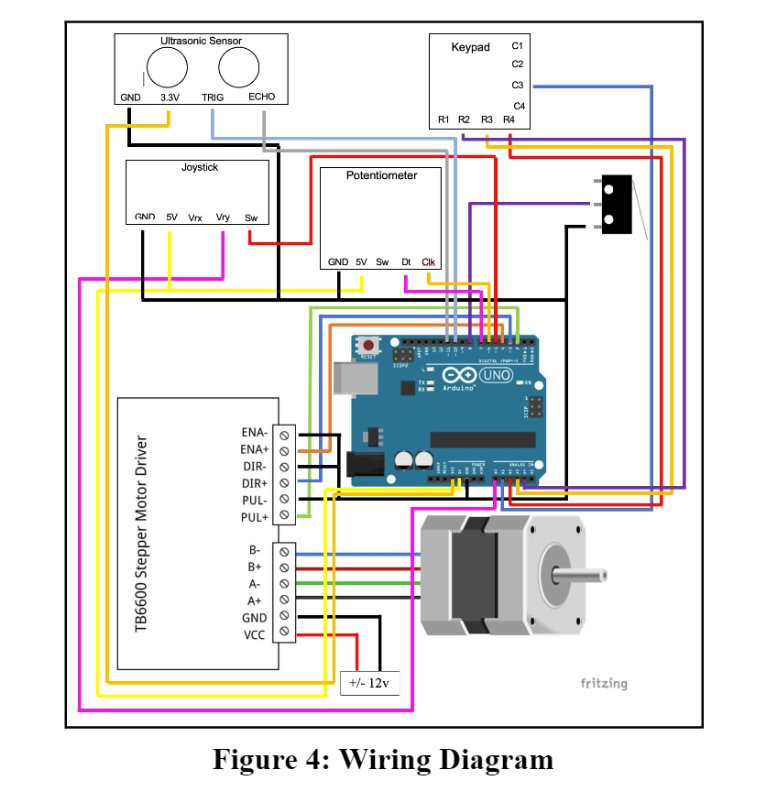 Ultrasonic Sensor
GND 3.3V TRIG ECHO
Keypad
C1
C2
C3
C4
R1 R2 R3 R4
Joystick
GND 5V Vrx Vry Sw
Potentiometer
GND 5V Sw Dt Clk
RESET
ICSP2
L
TX
RX
Arduino
UNO
ON
ICSP
DIGITAL (PWM~)
POWER
ANALOG IN
TB6600 Stepper Motor Driver
ENA-
ENA+
DIR-
DIR+
PUL-
PUL+
B-
B+
A-
A+
GND
VCC
+/- 12v
fritzing
Figure 4: Wiring Diagram